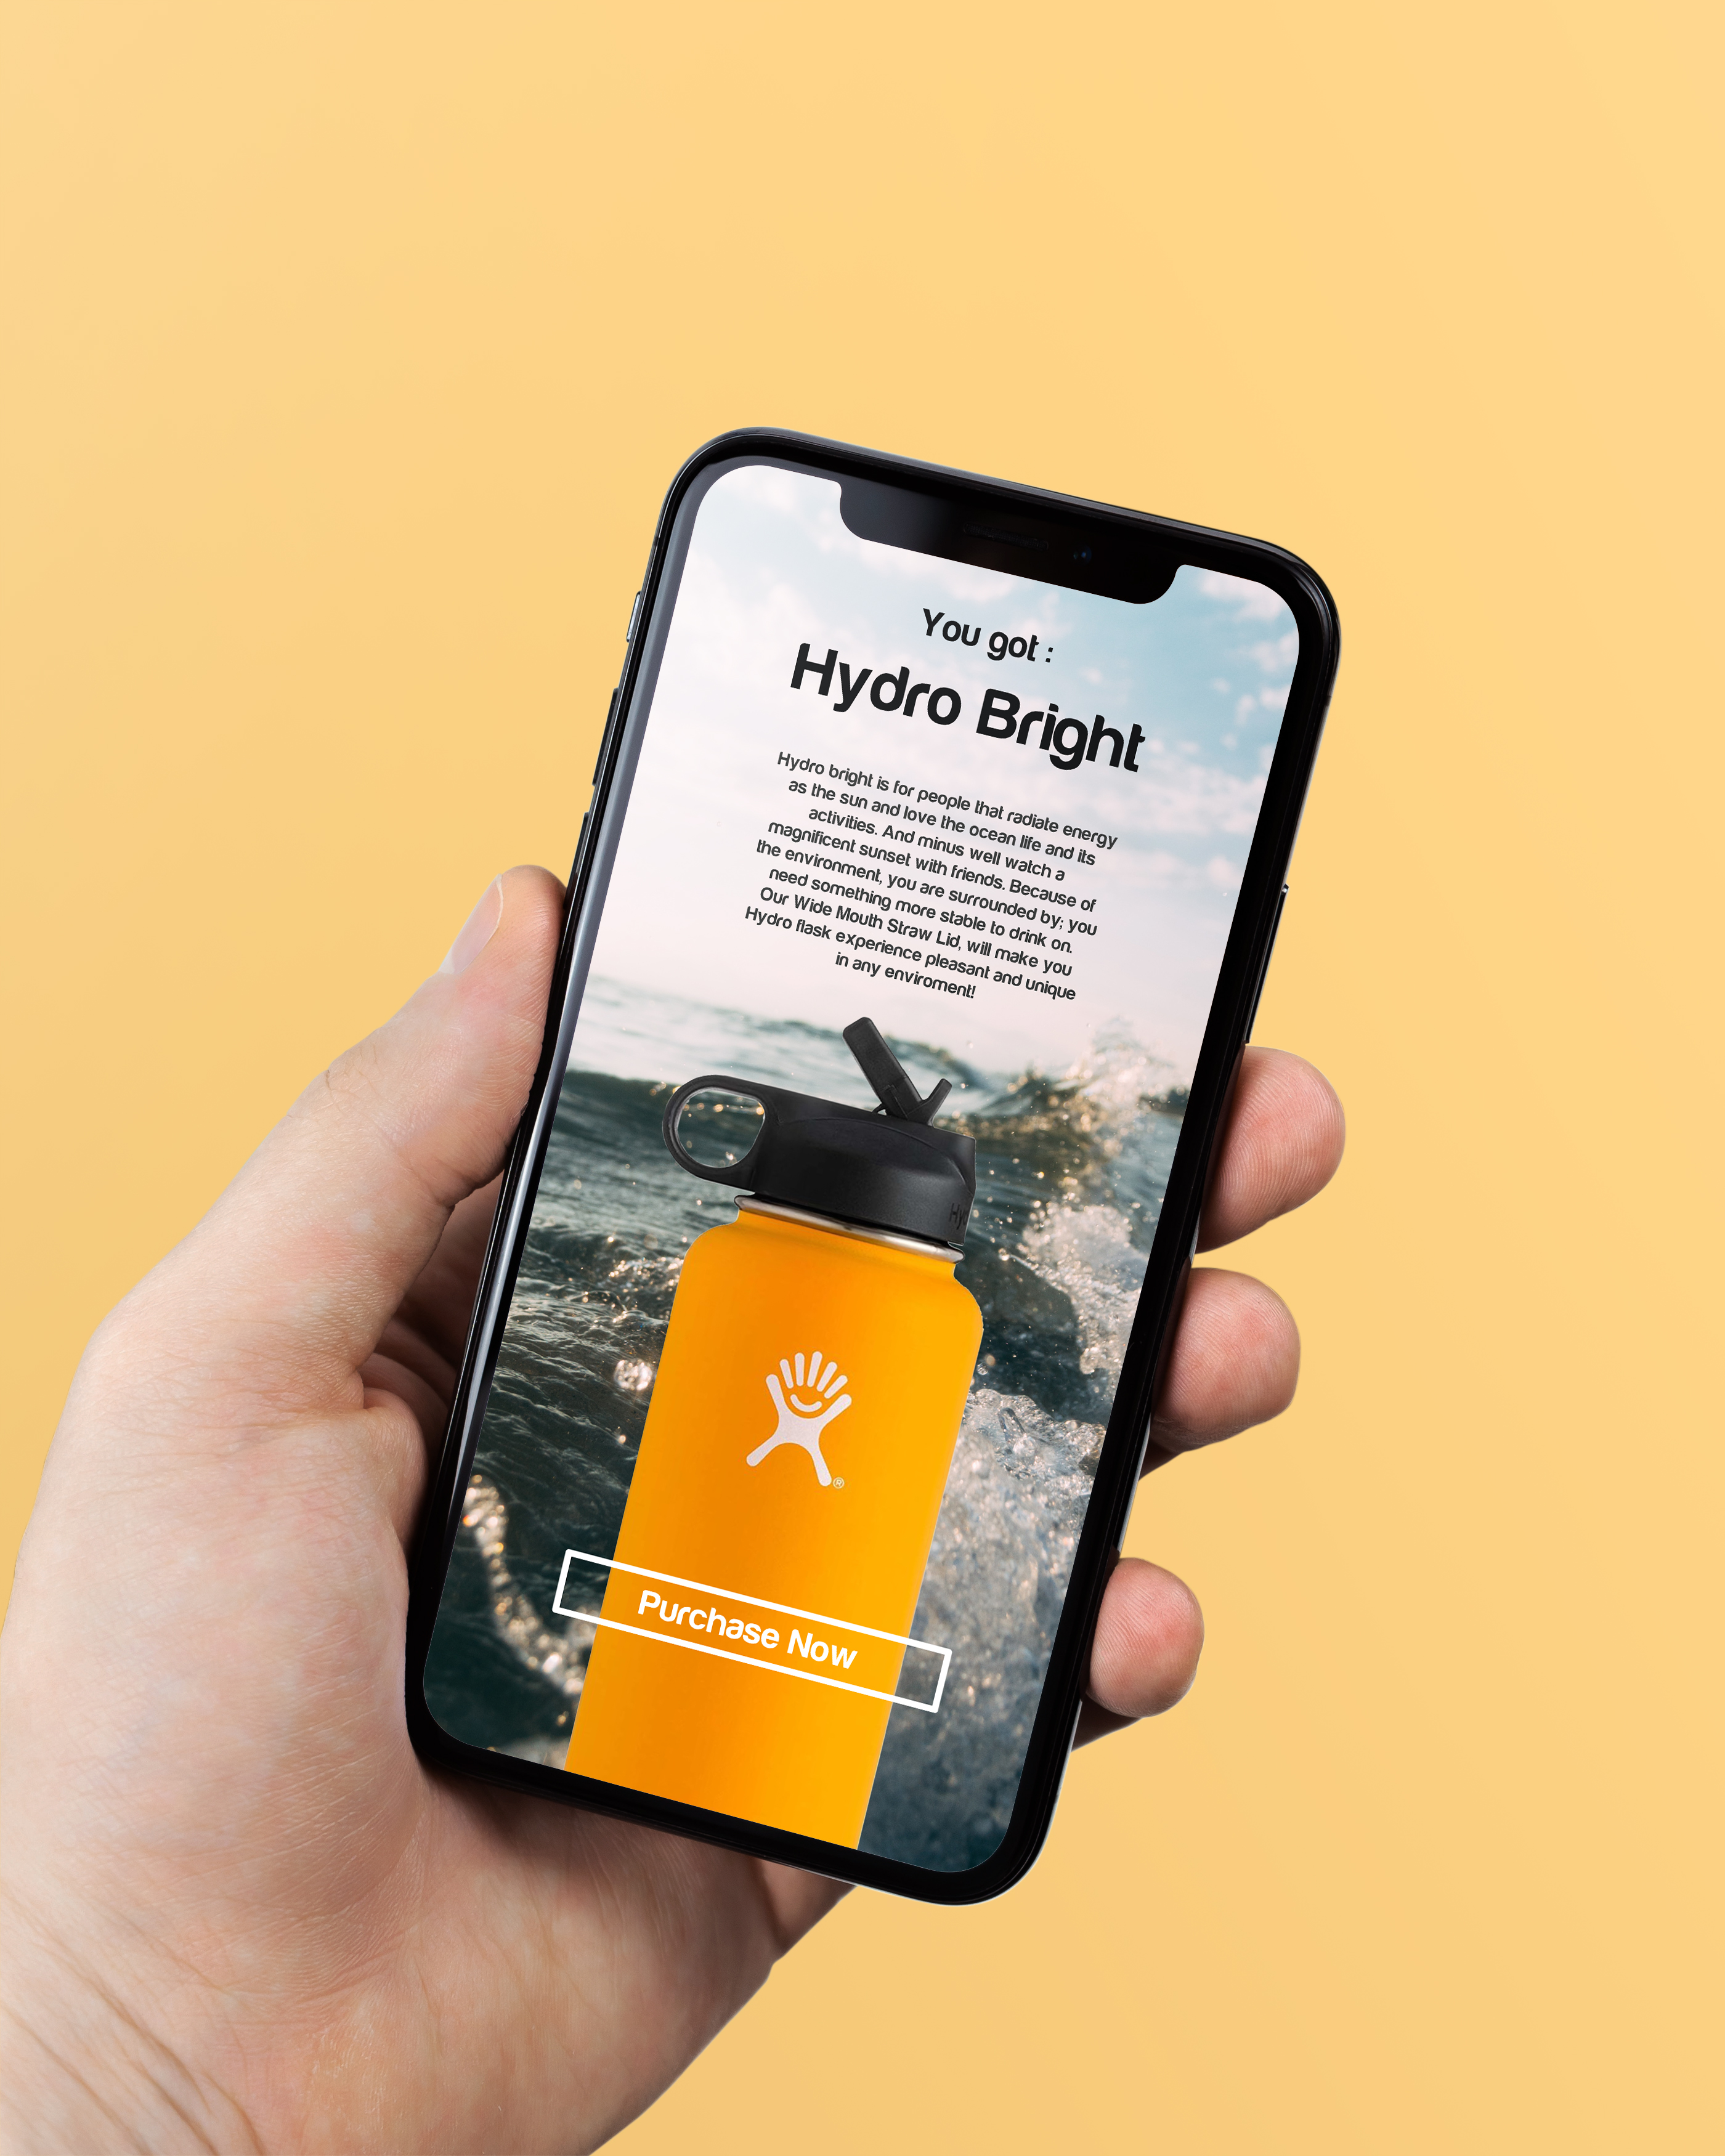 You got :
Hydro Bright
Hydro bright is for people that radiate energy
as the sun and love the ocean life and its
activities. And minus well watch a
magnificent sunset with friends. Because of
the environment, you are surrounded by; you
need something more stable to drink on.
Our Wide Mouth Straw Lid, will make you
Hydro flask experience pleasant and unique
in any enviroment!
®
Purchase Now